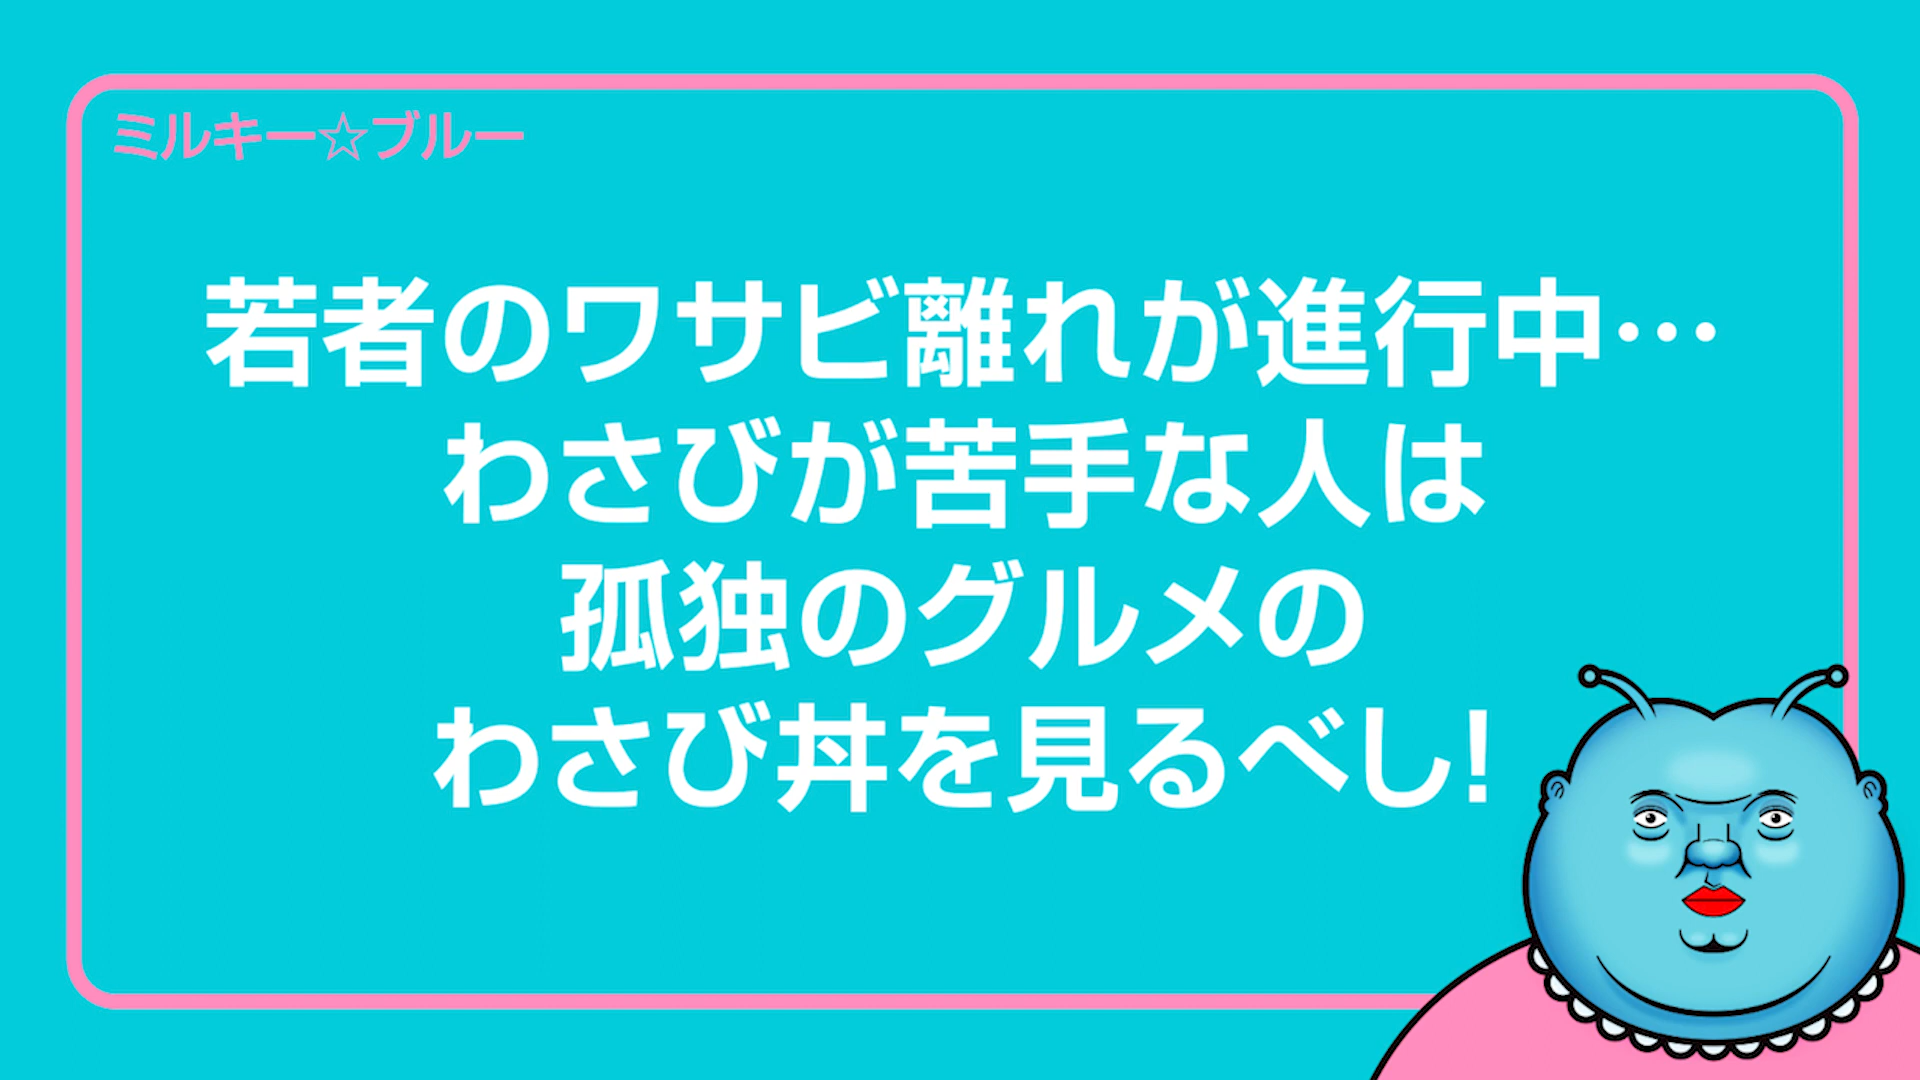 ミルキー☆ブルー
若者のワサビ離れが進行中…
わさびが苦手な人は
孤独のグルメの
わさび丼を見るべし!